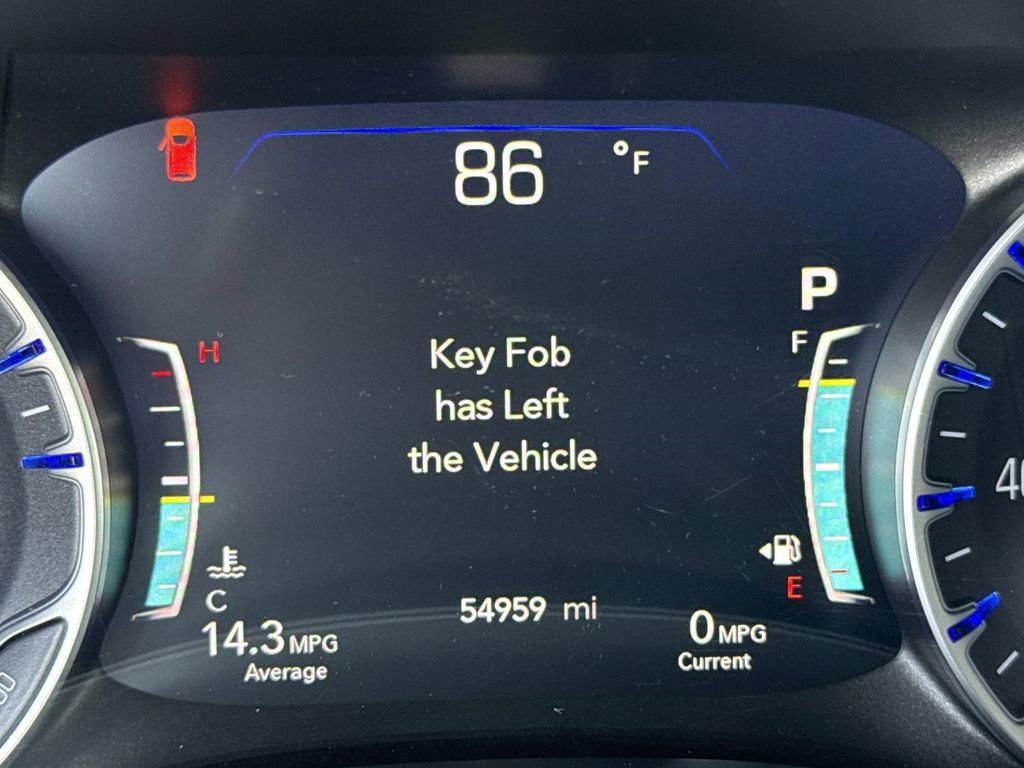 86 °F
P
H
F
Key Fob
has Left
the Vehicle
E
C
54959 mi
14.3 MPG
Average
0 MPG
Current